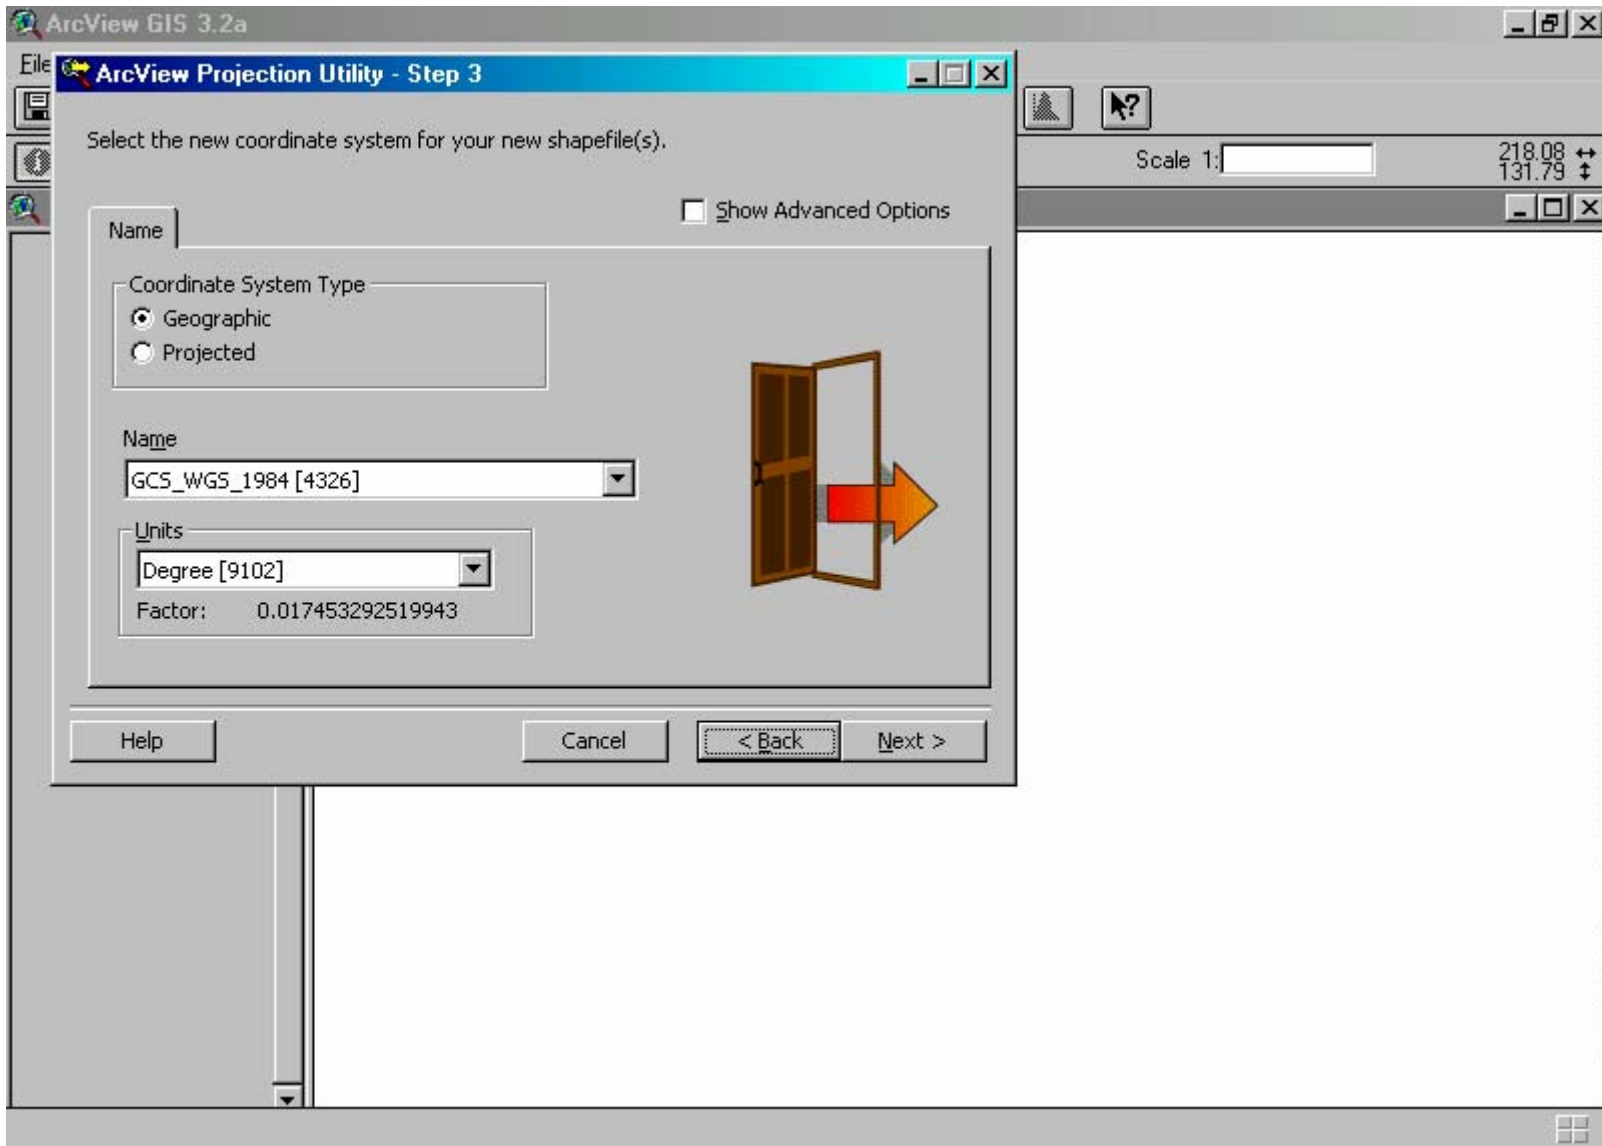 ArcView GIS 3.2a
File
ArcView Projection Utility - Step 3
Select the new coordinate system for your new shapefile(s).
Scale 1:
218.08
131.79
Show Advanced Options
Name
Coordinate System Type
Geographic
Projected
Name
GCS_WGS_1984 [4326]
Units
Degree [9102]
Factor: 0.017453292519943
Help
Cancel
< Back
Next >